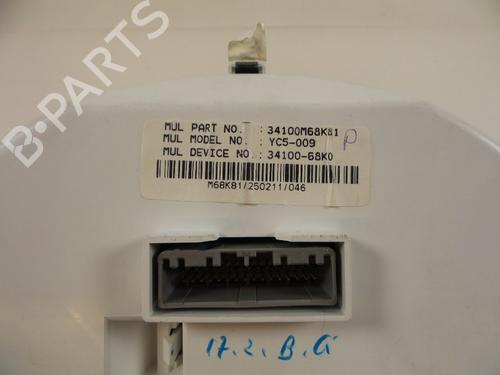 B-PARTS
MUL PART NO. : 34100M68K81
MUL MODEL NO. : YC5-009
MUL DEVICE NO.: 34100-68K0
P
M68K81/250211/046
17.2. B.G